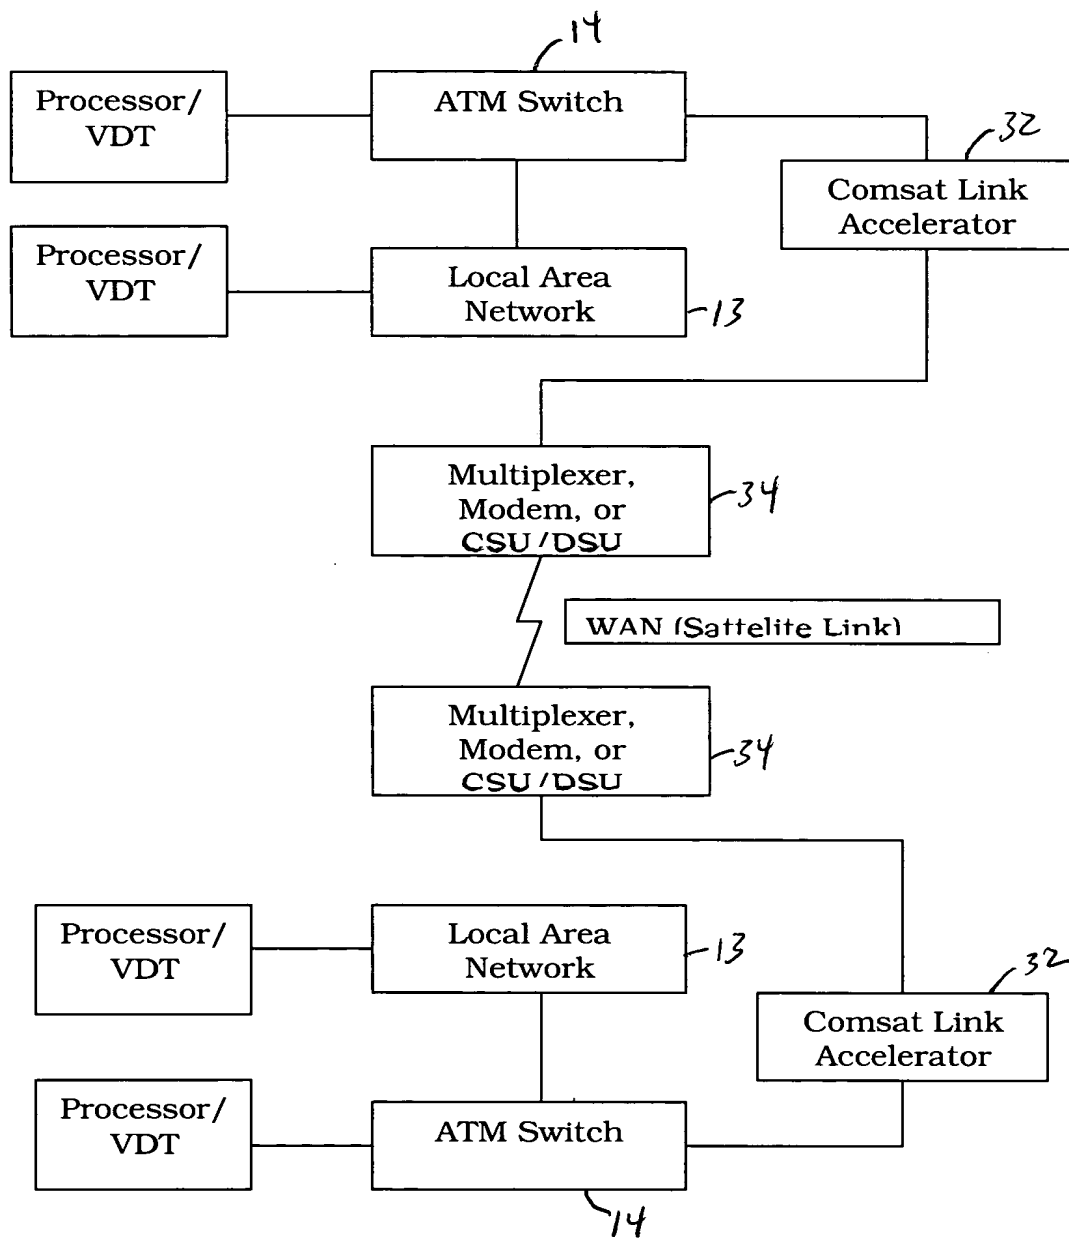 14
Processor/
VDT
ATM Switch
32
Comsat Link
Accelerator
Processor/
VDT
Local Area
Network
13
Multiplexer,
Modem, or
CSU/DSU
34
WAN (Sattelite Link)
Multiplexer,
Modem, or
CSU/DSU
34
Processor/
VDT
Local Area
Network
13
32
Comsat Link
Accelerator
Processor/
VDT
ATM Switch
14